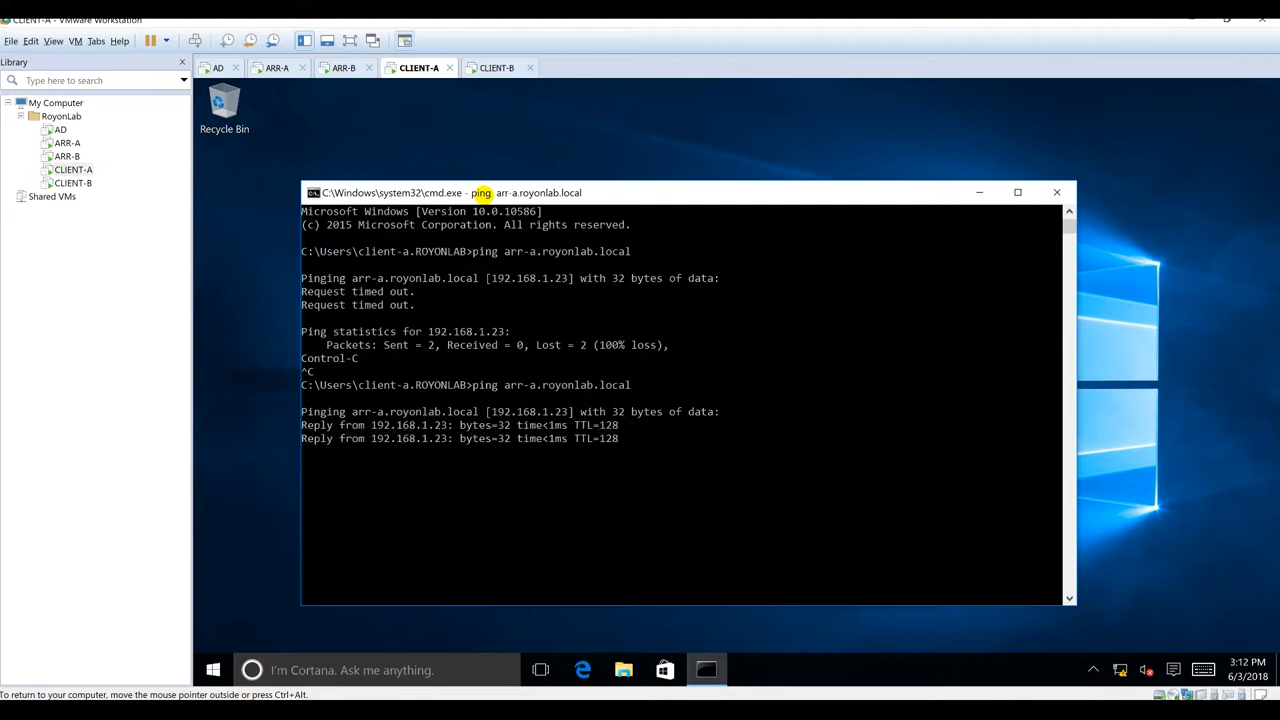 CLIENT-A - VMware Workstation
File Edit View VM Tabs Help
Library
Type here to search
My Computer
RoyonLab
AD
ARR-A
ARR-B
CLIENT-A
CLIENT-B
Shared VMs
AD ARR-A ARR-B CLIENT-A CLIENT-B
Recycle Bin
C:\Windows\system32\cmd.exe - ping arr-a.royonlab.local
Microsoft Windows [Version 10.0.10586]
(c) 2015 Microsoft Corporation. All rights reserved.
C:\Users\client-a.ROYONLAB>ping arr-a.royonlab.local
Pinging arr-a.royonlab.local [192.168.1.23] with 32 bytes of data:
Request timed out.
Request timed out.
Ping statistics for 192.168.1.23:
Packets: Sent = 2, Received = 0, Lost = 2 (100% loss),
Control-C
^C
C:\Users\client-a.ROYONLAB>ping arr-a.royonlab.local
Pinging arr-a.royonlab.local [192.168.1.23] with 32 bytes of data:
Reply from 192.168.1.23: bytes=32 time<1ms TTL=128
Reply from 192.168.1.23: bytes=32 time<1ms TTL=128
I'm Cortana. Ask me anything.
3:12 PM
6/3/2018
To return to your computer, move the mouse pointer outside or press Ctrl+Alt.